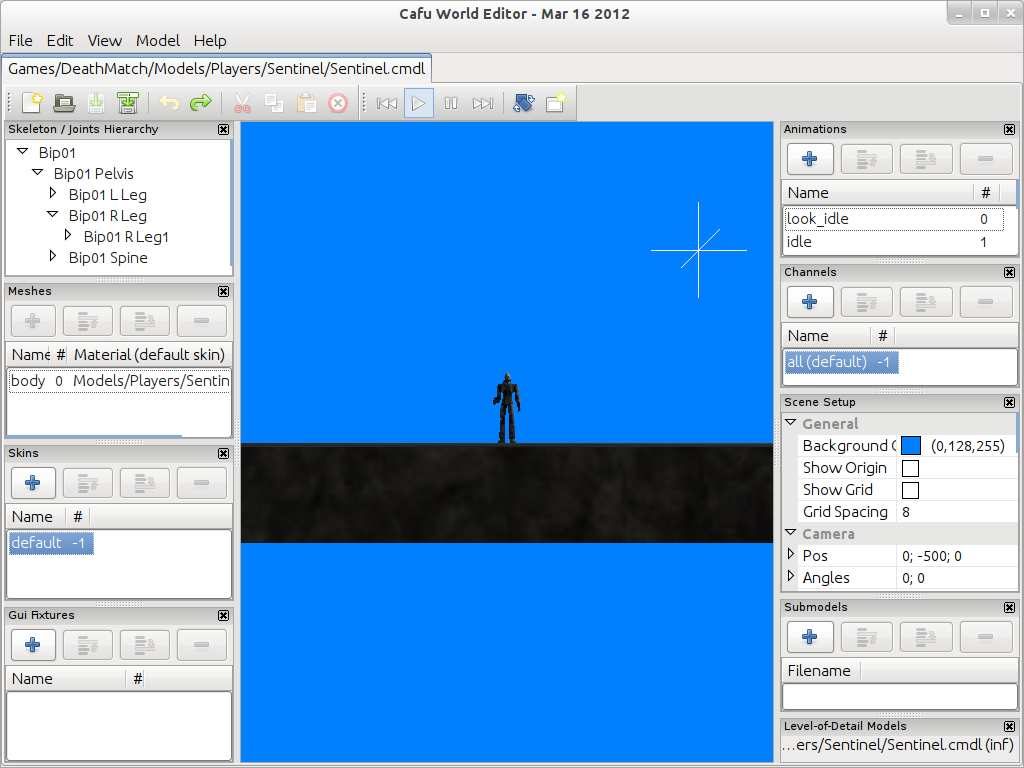 Cafu World Editor - Mar 16 2012
File Edit View Model Help
Games/DeathMatch/Models/Players/Sentinel/Sentinel.cmdl
Skeleton / Joints Hierarchy
Bip01
Bip01 Pelvis
Bip01 L Leg
Bip01 R Leg
Bip01 R Leg1
Bip01 Spine
Meshes
Name # Material (default skin)
body 0 Models/Players/Sentin
Skins
Name #
default -1
Gui Fixtures
Name #
Animations
Name #
look_idle 0
idle 1
Channels
Name #
all (default) -1
Scene Setup
General
Background C (0,128,255)
Show Origin
Show Grid
Grid Spacing 8
Camera
Pos 0; -500; 0
Angles 0; 0
Submodels
Filename
Level-of-Detail Models
...ers/Sentinel/Sentinel.cmdl (inf)